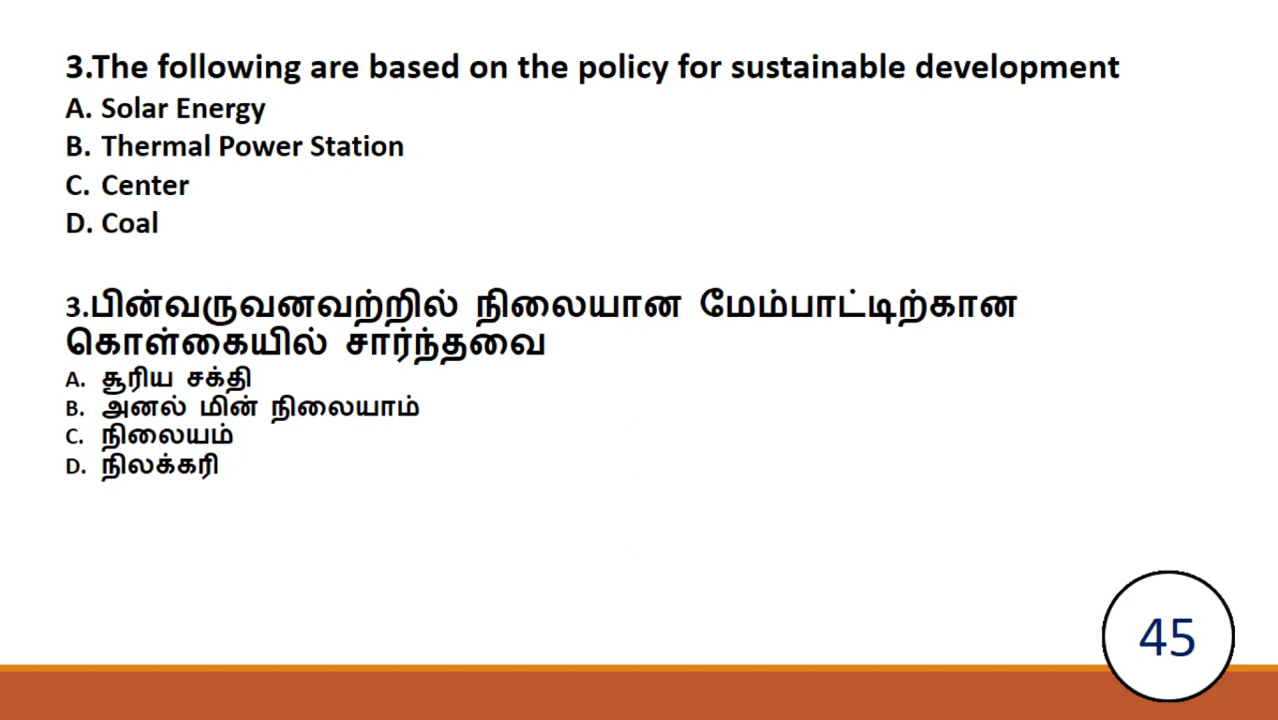 3.The following are based on the policy for sustainable development
A. Solar Energy
B. Thermal Power Station
C. Center
D. Coal
3.பின்வருவனவற்றில் நிலையான மேம்பாட்டிற்கான
கொள்கையில் சார்ந்தவை
A. சூரிய சக்தி
B. அனல் மின் நிலையாம்
C. நிலையம்
D. நிலக்கரி
45